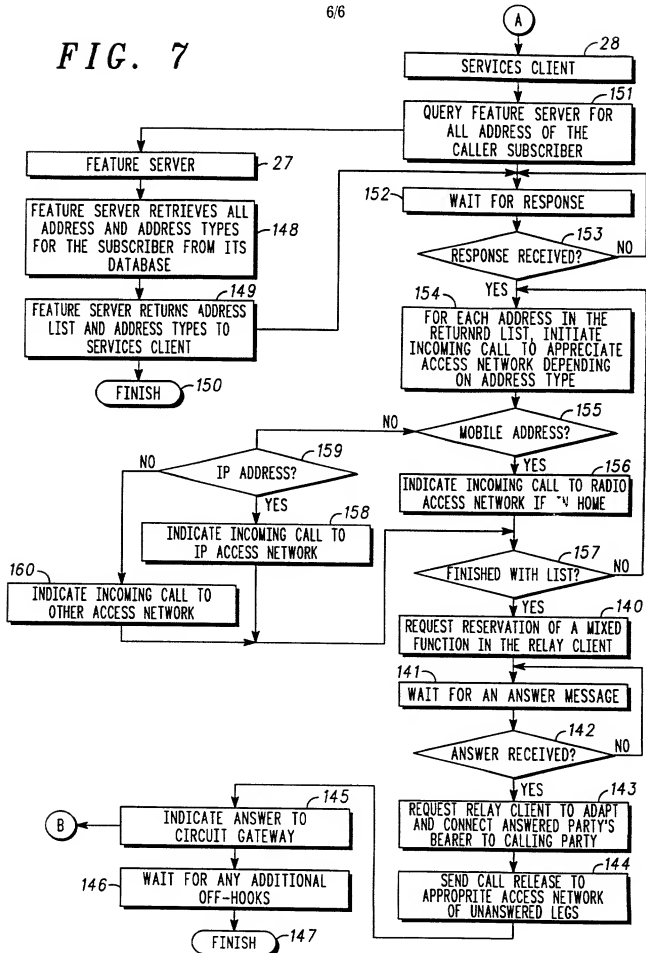 6/6
FIG. 7
A
28
SERVICES CLIENT
151
QUERY FEATURE SERVER FOR
ALL ADDRESS OF THE
CALLER SUBSCRIBER
FEATURE SERVER
27
152
WAIT FOR RESPONSE
FEATURE SERVER RETRIEVES ALL
ADDRESS AND ADDRESS TYPES
FOR THE SUBSCRIBER FROM ITS
DATABASE
148
153
RESPONSE RECEIVED?
NO
YES
149
FEATURE SERVER RETURNS ADDRESS
LIST AND ADDRESS TYPES TO
SERVICES CLIENT
154
FOR EACH ADDRESS IN THE
RETURNRD LIST, INITIATE
INCOMING CALL TO APPRECIATE
ACCESS NETWORK DEPENDING
ON ADDRESS TYPE
FINISH
150
155
MOBILE ADDRESS?
NO
YES
159
IP ADDRESS?
NO
YES
156
INDICATE INCOMING CALL TO RADIO
ACCESS NETWORK IF HOME
158
INDICATE INCOMING CALL TO
IP ACCESS NETWORK
157
FINISHED WITH LIST?
NO
YES
160
INDICATE INCOMING CALL TO
OTHER ACCESS NETWORK
140
REQUEST RESERVATION OF A MIXED
FUNCTION IN THE RELAY CLIENT
141
WAIT FOR AN ANSWER MESSAGE
142
ANSWER RECEIVED?
NO
YES
143
REQUEST RELAY CLIENT TO ADAPT
AND CONNECT ANSWERED PARTY'S
BEARER TO CALLING PARTY
144
SEND CALL RELEASE TO
APPROPRITE ACCESS NETWORK
OF UNANSWERED LEGS
145
INDICATE ANSWER TO
CIRCUIT GATEWAY
B
146
WAIT FOR ANY ADDITIONAL
OFF-HOOKS
FINISH
147